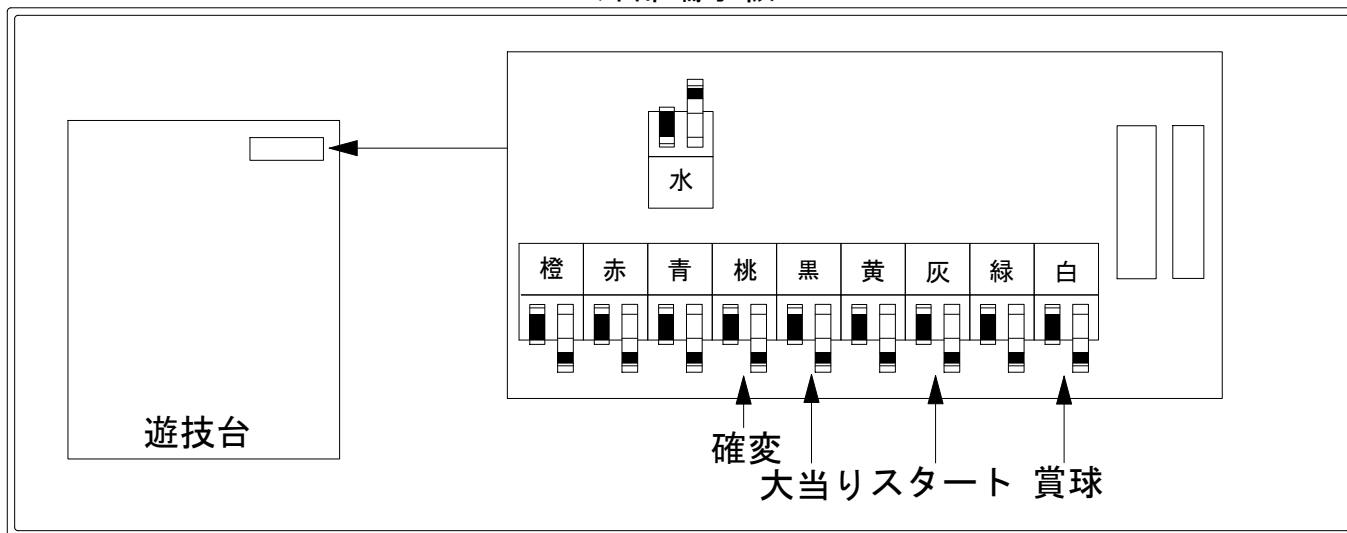 水
橙 赤 青 桃 黒 黄 灰 緑 白
遊技台
確変
大当り スタート 賞球